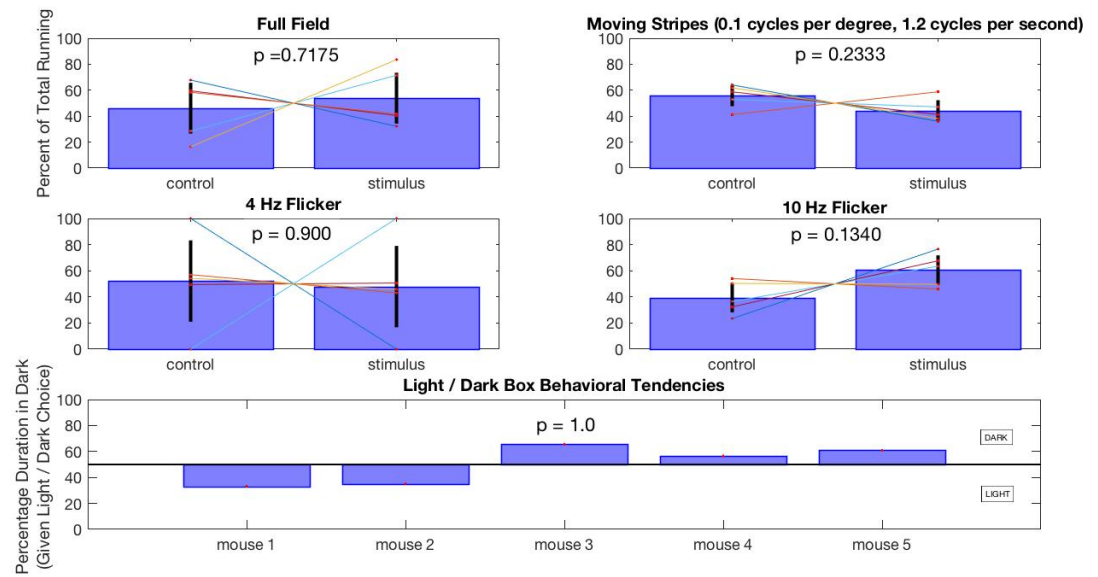 Full Field
Moving Stripes (0.1 cycles per degree, 1.2 cycles per second)
Percent of Total Running
100
80
60
40
20
0
p =0.7175
control
stimulus
100
80
60
40
20
0
p = 0.2333
control
stimulus
4 Hz Flicker
10 Hz Flicker
100
80
60
40
20
0
p = 0.900
control
stimulus
100
80
60
40
20
0
p = 0.1340
control
stimulus
Light / Dark Box Behavioral Tendencies
Percentage Duration in Dark
(Given Light / Dark Choice)
100
80
60
40
20
0
p = 1.0
DARK
LIGHT
mouse 1
mouse 2
mouse 3
mouse 4
mouse 5